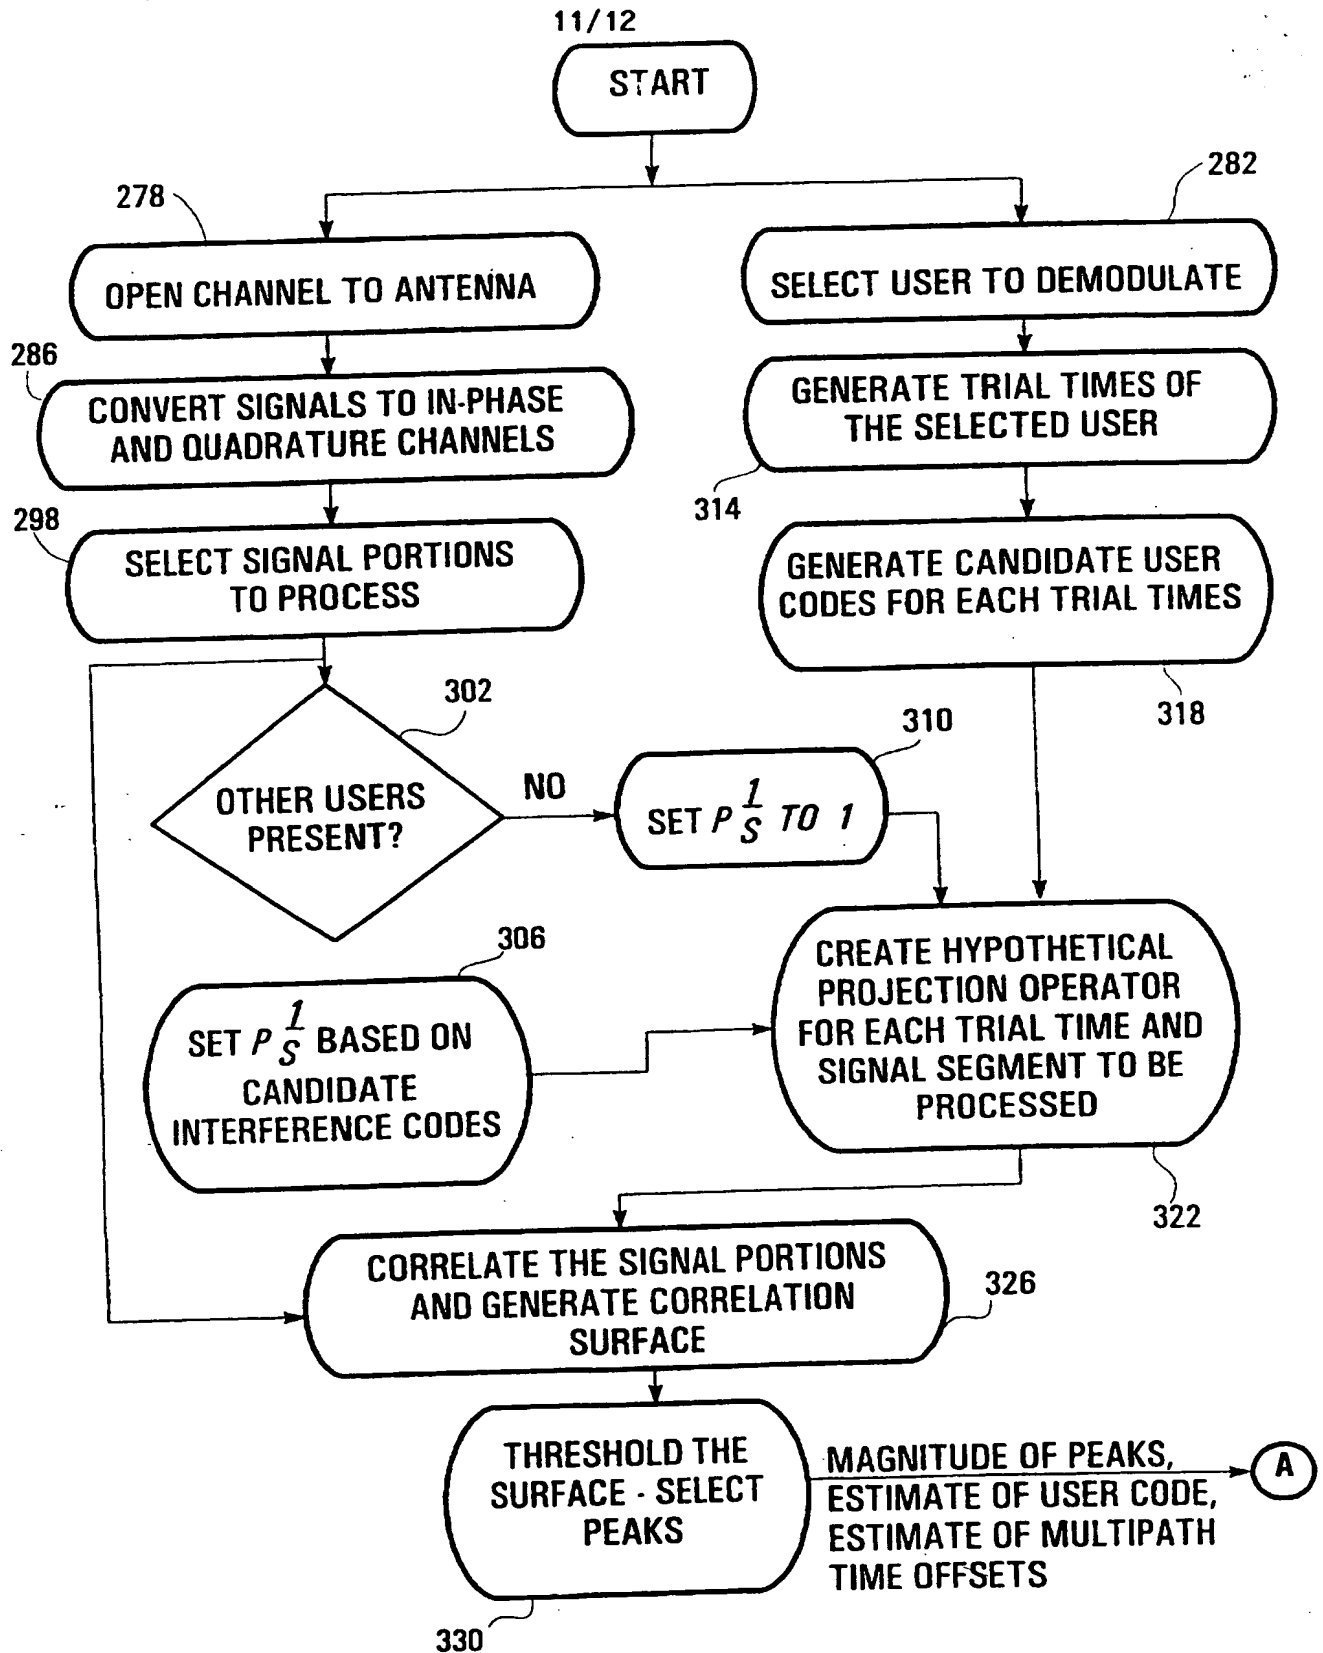 11/12
START
278
282
OPEN CHANNEL TO ANTENNA
SELECT USER TO DEMODULATE
286
CONVERT SIGNALS TO IN-PHASE
AND QUADRATURE CHANNELS
GENERATE TRIAL TIMES OF
THE SELECTED USER
314
298
SELECT SIGNAL PORTIONS
TO PROCESS
GENERATE CANDIDATE USER
CODES FOR EACH TRIAL TIMES
318
302
OTHER USERS
PRESENT?
NO
310
SET P 1/S TO 1
306
SET P 1/S BASED ON
CANDIDATE
INTERFERENCE CODES
CREATE HYPOTHETICAL
PROJECTION OPERATOR
FOR EACH TRIAL TIME AND
SIGNAL SEGMENT TO BE
PROCESSED
322
CORRELATE THE SIGNAL PORTIONS
AND GENERATE CORRELATION
SURFACE
326
THRESHOLD THE
SURFACE - SELECT
PEAKS
330
MAGNITUDE OF PEAKS,
ESTIMATE OF USER CODE,
ESTIMATE OF MULTIPATH
TIME OFFSETS
A